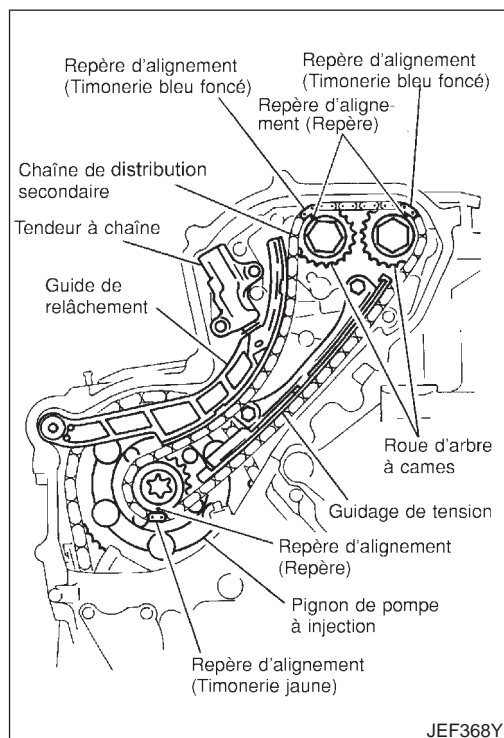 Repère d'alignement
(Timonerie bleu foncé)
Repère d'alignement
(Timonerie bleu foncé)
Repère d'aligne-
ment (Repère)
Chaîne de distribution
secondaire
Tendeur à chaîne
Guide de
relâchement
Roue d'arbre
à cames
Guidage de tension
Repère d'alignement
(Repère)
Pignon de pompe
à injection
Repère d'alignement
(Timonerie jaune)
JEF368Y